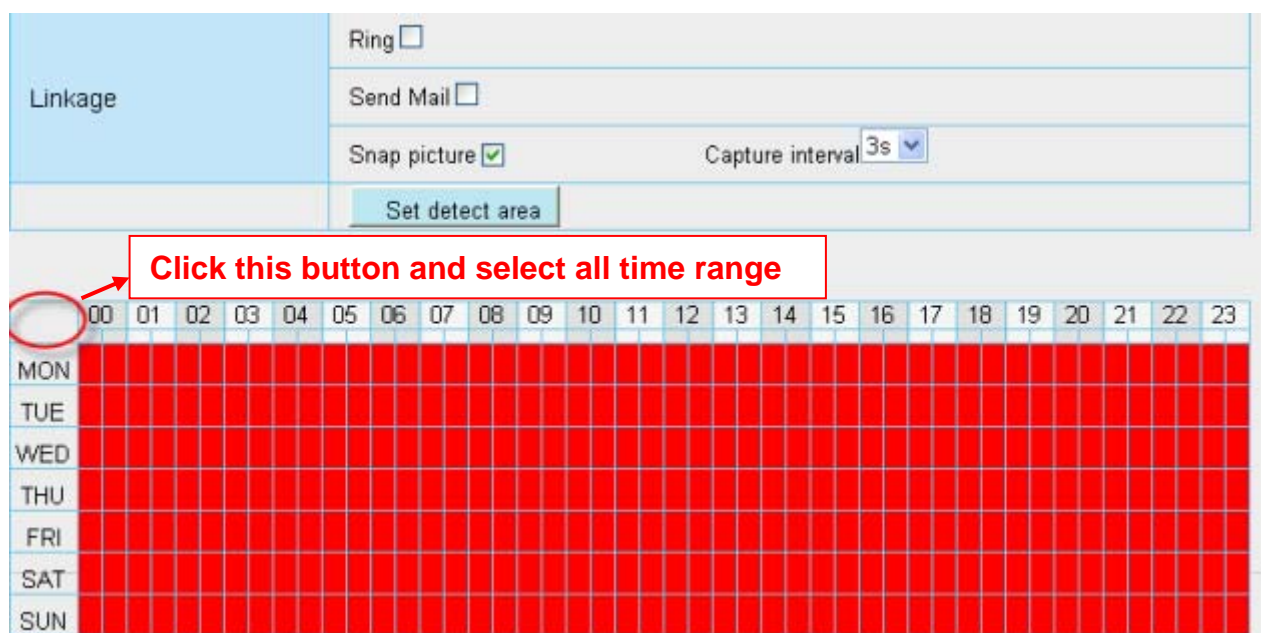 Ring
Linkage
Send Mail
Snap picture Capture interval 3s
Set detect area
Click this button and select all time range
00 01 02 03 04 05 06 07 08 09 10 11 12 13 14 15 16 17 18 19 20 21 22 23
MON
TUE
WED
THU
FRI
SAT
SUN